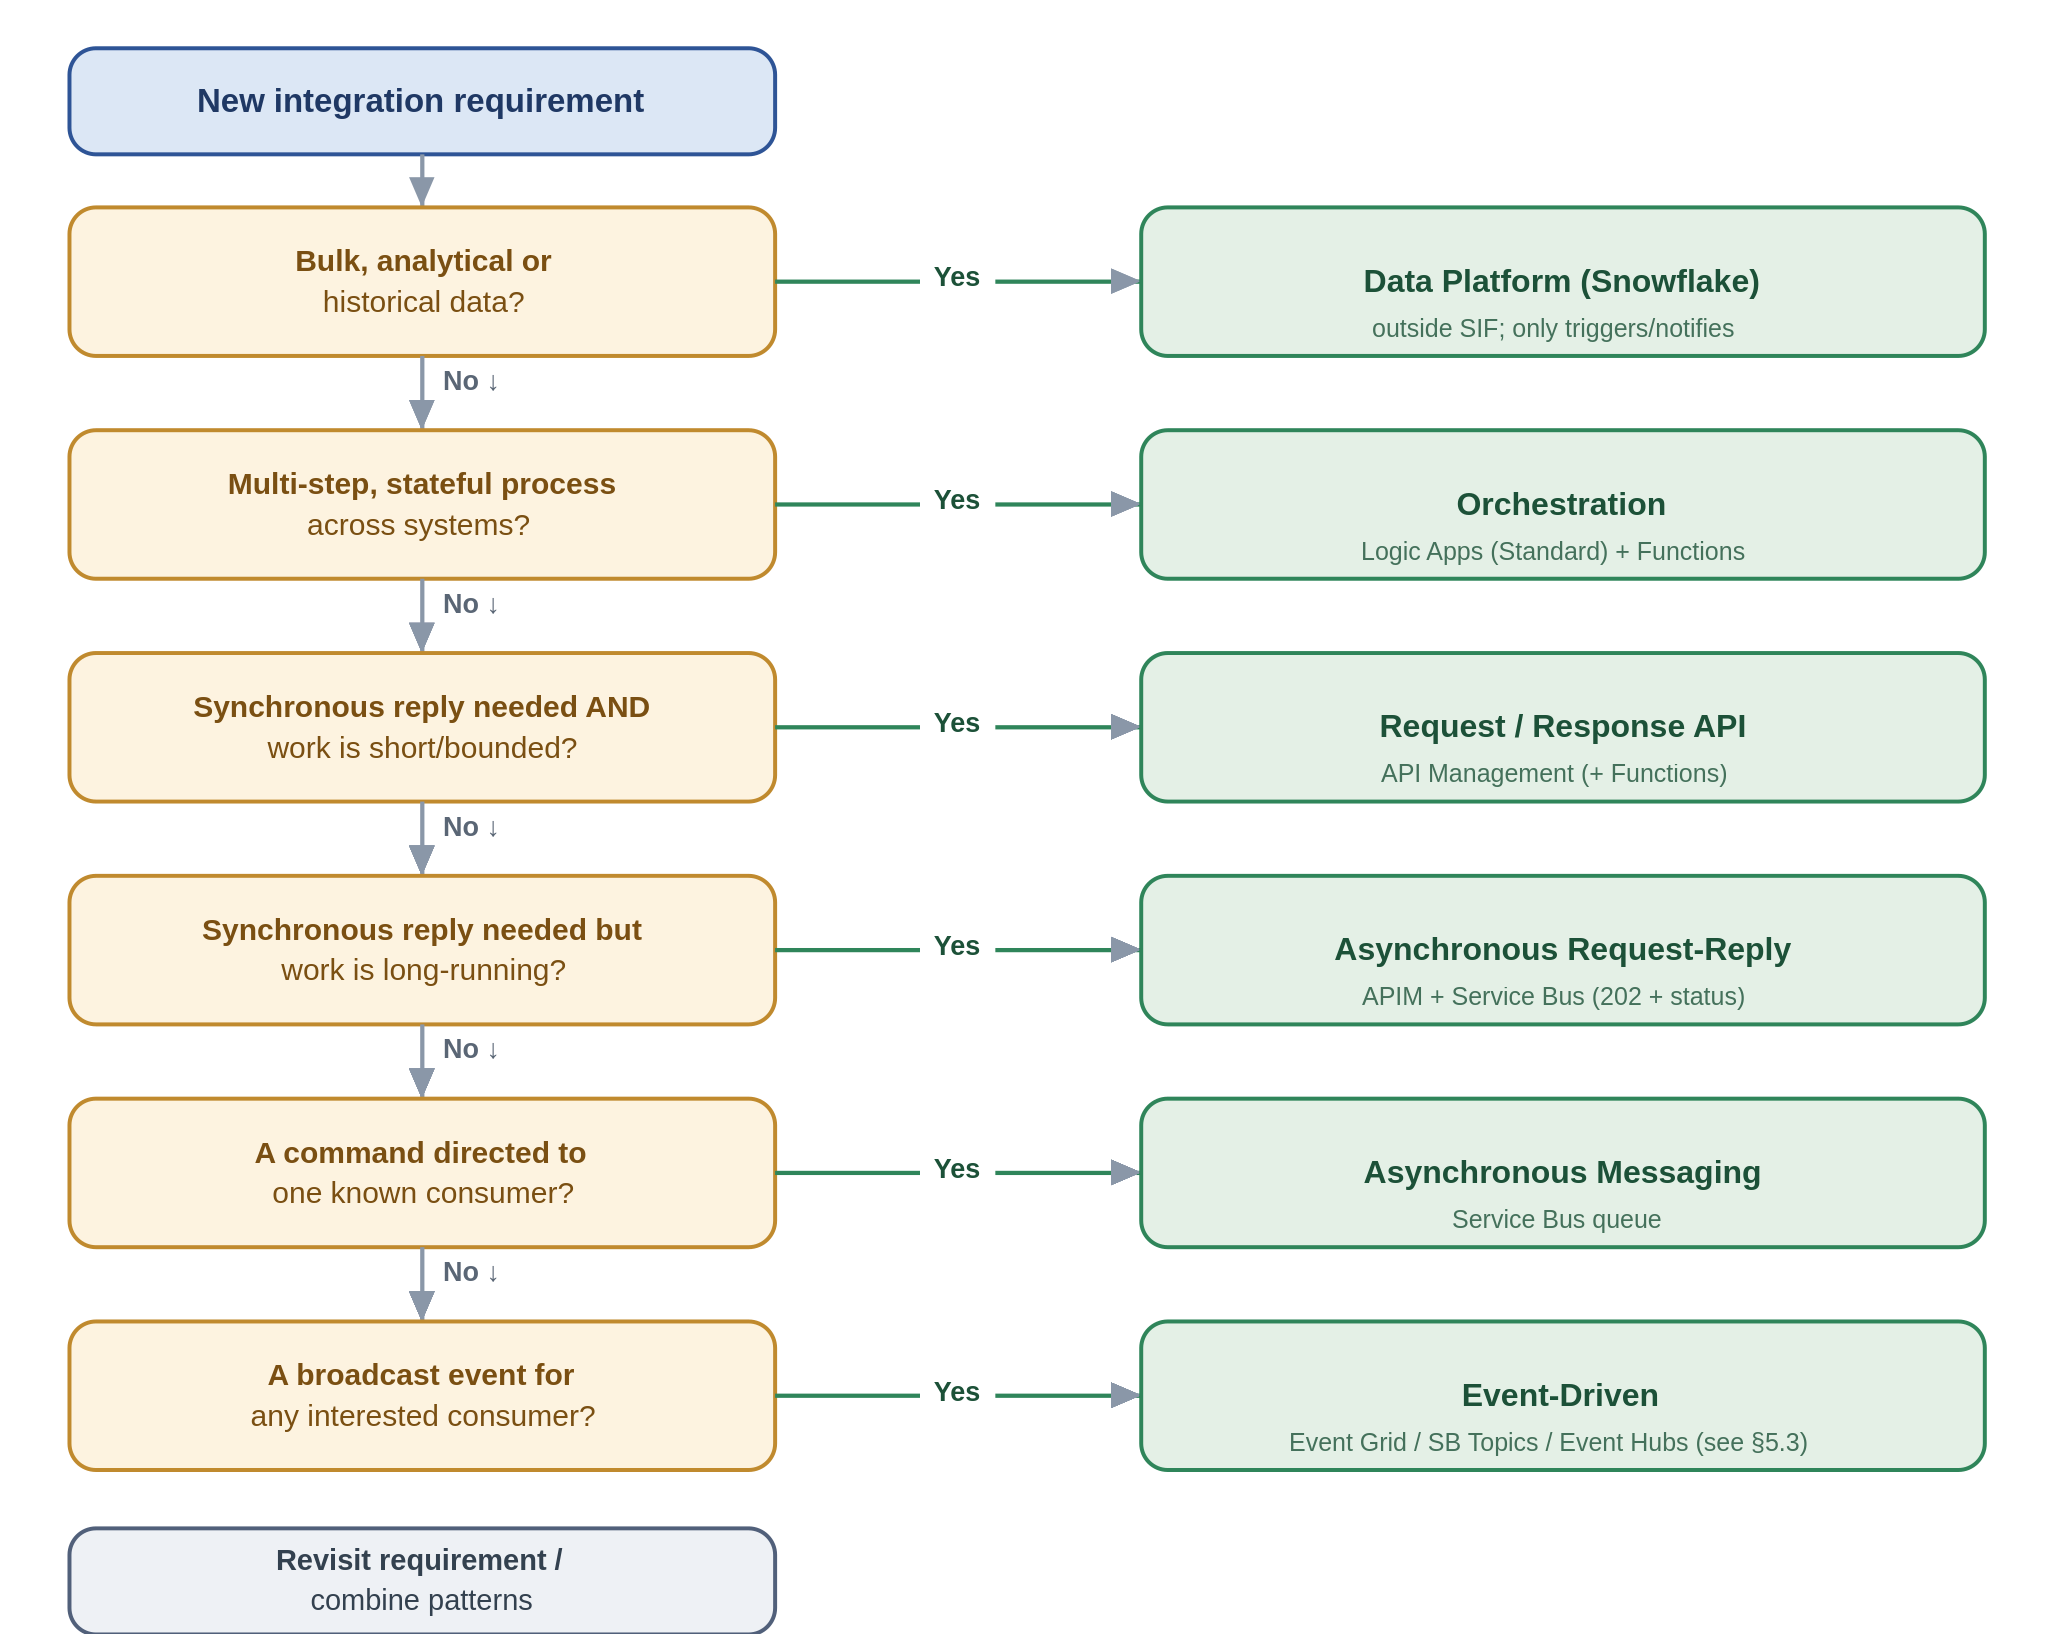 New integration requirement
Bulk, analytical or
historical data?
Yes
Data Platform (Snowflake)
outside SIF; only triggers/notifies
No ↓
Multi-step, stateful process
across systems?
Yes
Orchestration
Logic Apps (Standard) + Functions
No ↓
Synchronous reply needed AND
work is short/bounded?
Yes
Request / Response API
API Management (+ Functions)
No ↓
Synchronous reply needed but
work is long-running?
Yes
Asynchronous Request-Reply
APIM + Service Bus (202 + status)
No ↓
A command directed to
one known consumer?
Yes
Asynchronous Messaging
Service Bus queue
No ↓
A broadcast event for
any interested consumer?
Yes
Event-Driven
Event Grid / SB Topics / Event Hubs (see §5.3)
Revisit requirement /
combine patterns